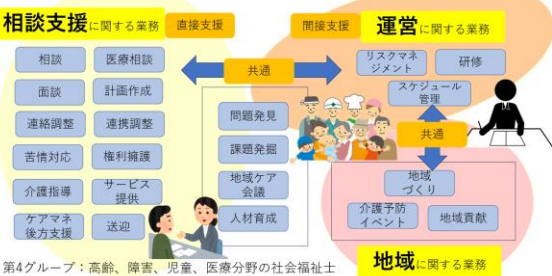 相談支援に関する業務
直接支援
間接支援
運営に関する業務
相談
医療相談
面談
計画作成
連絡調整
連携調整
苦情対応
権利擁護
介護指導
サービス
提供
ケアマネ
後方支援
送迎
共通
問題発見
課題発掘
地域ケア
会議
人材育成
リスクマネ
ジメント
研修
スケジュール
管理
共通
地域
づくり
介護予防
イベント
地域貢献
地域に関する業務
第4グループ：高齢、障害、児童、医療分野の社会福祉士